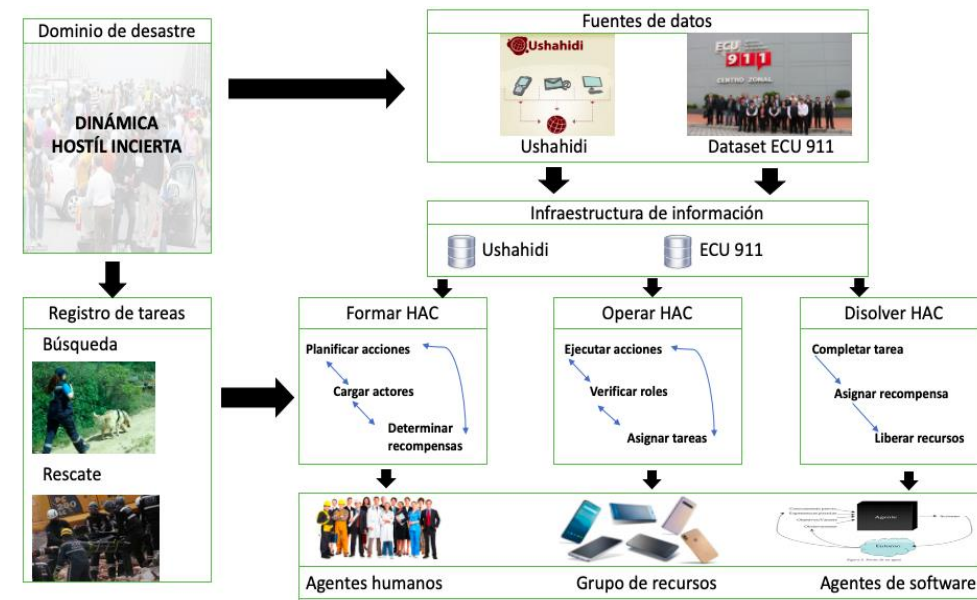 Dominio de desastre
DINÁMICA
HOSTÍL INCIERTA
Fuentes de datos
Ushahidi
ECU
911
CENTRO ZONAL
Ushahidi
Dataset ECU 911
Infraestructura de información
Ushahidi
ECU 911
Registro de tareas
Búsqueda
Rescate
Formar HAC
Planificar acciones
Cargar actores
Determinar
recompensas
Operar HAC
Ejecutar acciones
Verificar roles
Asignar tareas
Disolver HAC
Completar tarea
Asignar recompensa
Liberar recursos
Agente
Agentes humanos
Grupo de recursos
Agentes de software